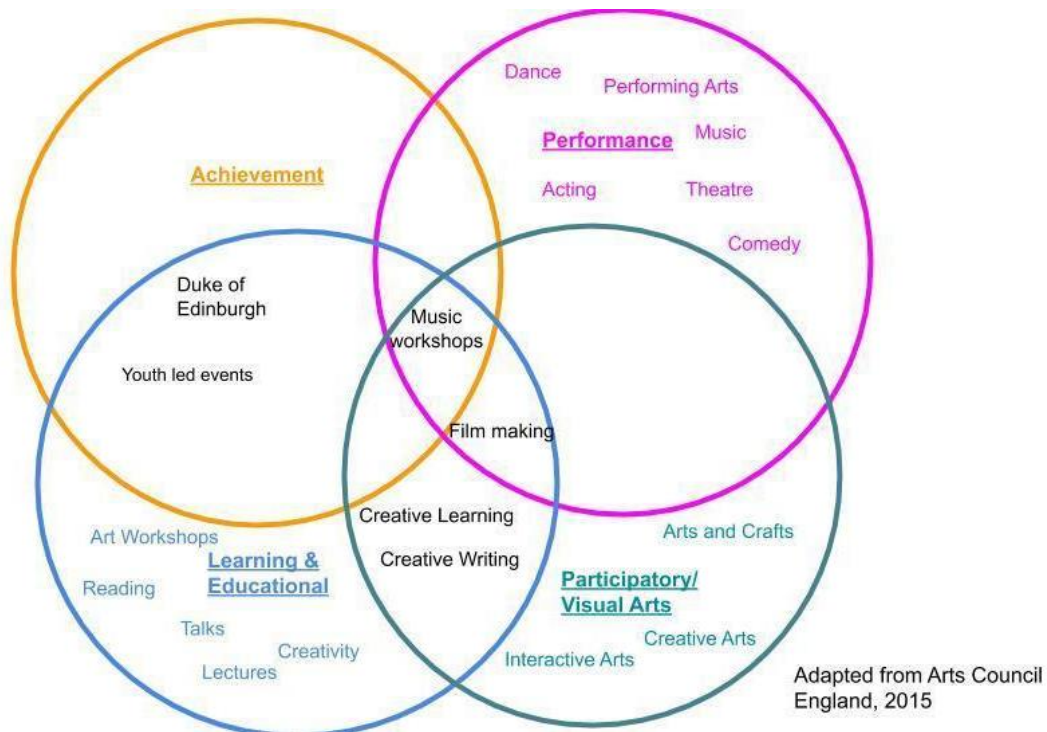 Dance
Performing Arts
Performance
Music
Achievement
Acting
Theatre
Comedy
Duke of
Edinburgh
Music
workshops
Youth led events
Film making
Creative Learning
Creative Writing
Art Workshops
Learning &
Educational
Reading
Talks
Creativity
Lectures
Arts and Crafts
Participatory/
Visual Arts
Creative Arts
Interactive Arts
Adapted from Arts Council
England, 2015